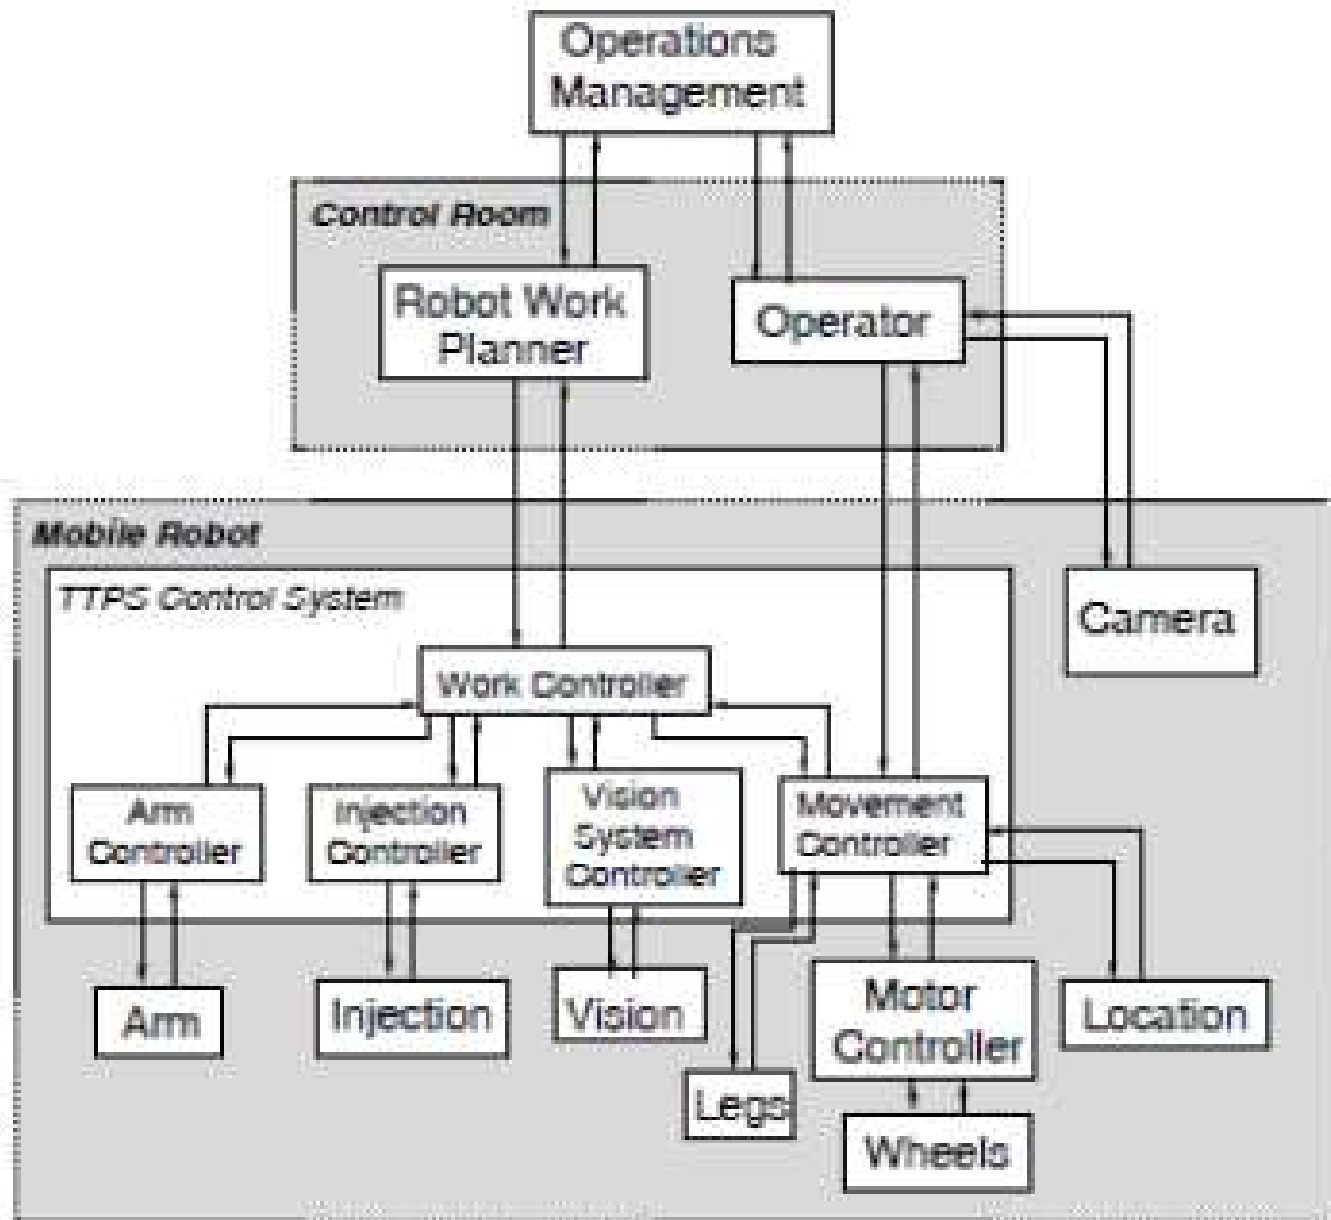 Operations
Management
Control Room
Robot Work
Planner
Operator
Mobile Robot
TTPS Control System
Camera
Work Controller
Arm
Controller
Injection
Controller
Vision
System
Controller
Movement
Controller
Arm
Injection
Vision
Legs
Motor
Controller
Location
Wheels